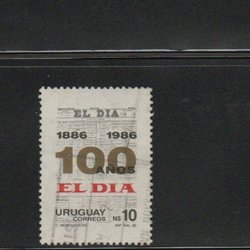 EL DIA
1886 1986
100
AÑOS
EL DIA
URUGUAY
CORREOS
N$ 10